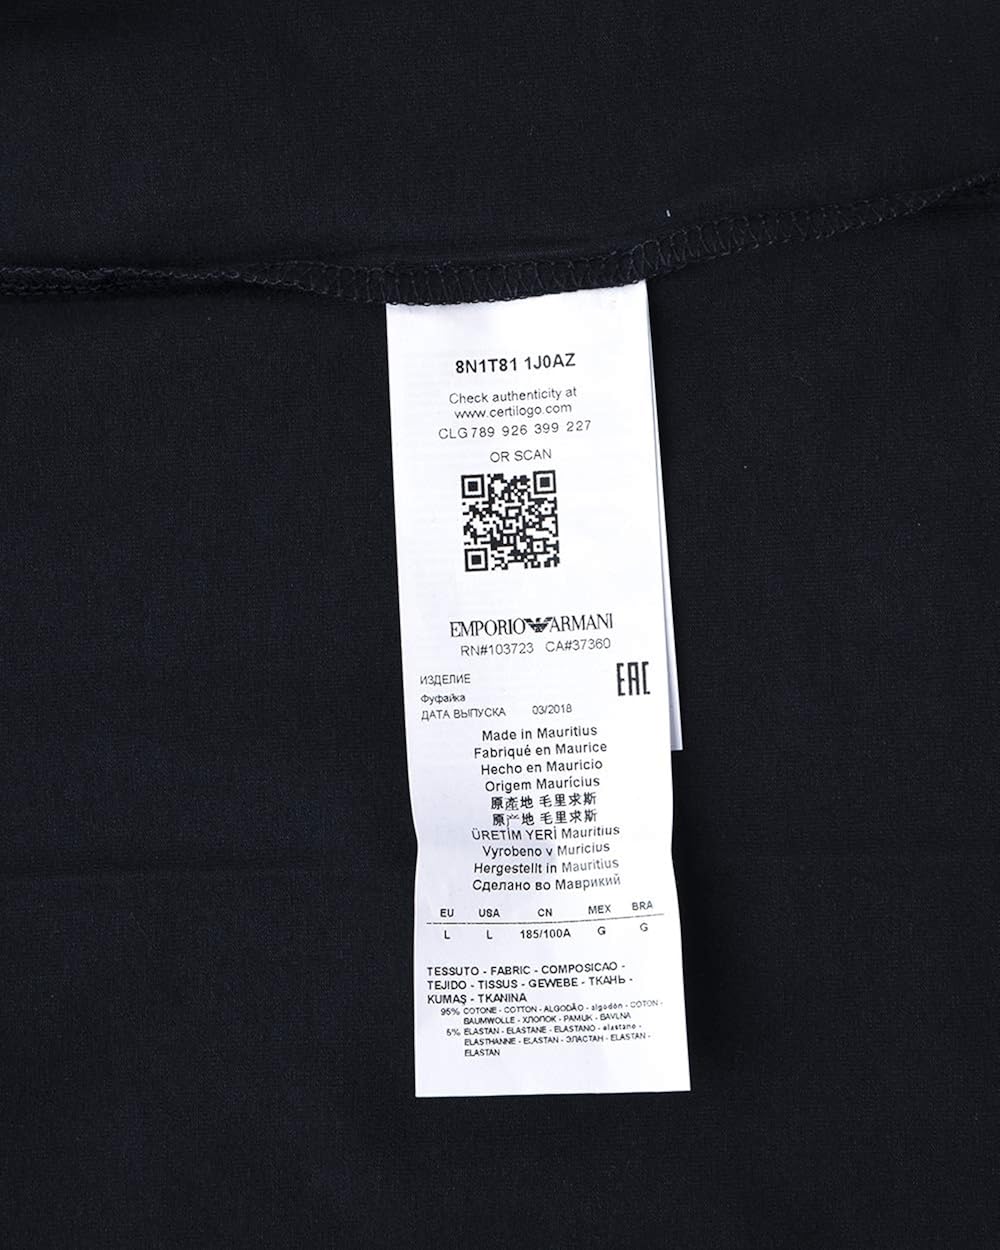 8N1T81 1J0AZ
Check authenticity at
www.certilogo.com
CLG 789 926 399 227
OR SCAN
EMPORIO ARMANI
RN#103723 CA#37360
EAC
ИЗДЕЛИЕ
Фуфайка
ДАТА ВЫПУСКА 03/2018
Made in Mauritius
Fabriqué en Maurice
Hecho en Mauricio
Origem Maurícius
原產地 毛里求斯
原产地 毛里求斯
ÜRETİM YERİ Mauritius
Vyrobeno v Muricius
Hergestellt in Mauritius
Сделано во Маврикий
EU USA CN MEX BRA
L L 185/100A G G
TESSUTO - FABRIC - COMPOSICAO -
TEJIDO - TISSUS - GEWEBE - ТКАНЬ -
KUMAŞ - TKANINA
95% COTONE - COTTON - ALGODÃO - algodón - COTON -
BAUMWOLLE - ХЛОПОК - PAMUK - BAVLNA
5% ELASTAN - ELASTANE - ELASTANO - elastano -
ELASTHANNE - ELASTAN - ЭЛАСТАН - ELASTAN -
ELASTAN